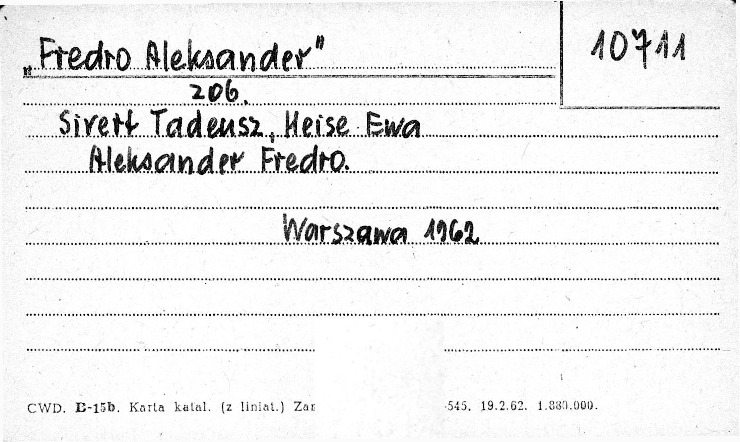 „Fredro Aleksander"
10711
206.
Sivert Tadeusz, Heise Ewa
Aleksander Fredro.
Warszawa 1962
CWD. E-15b. Karta katal. (z liniat.) Zar
545. 19.2.62. 1.880.000.